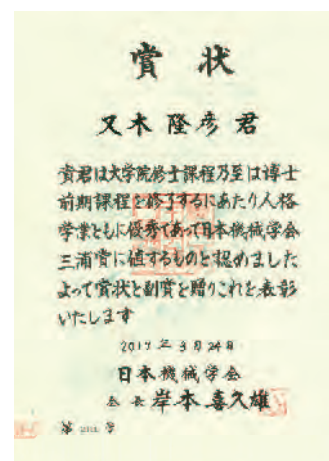 賞状
又木隆彦君
貴君は大学院修士課程乃至は博士
前期課程を修了するにあたり人格
学業ともに優秀であって日本機械学会
三浦賞に値するものと認めました
よって賞状と副賞を贈りこれを表彰
いたします
2017年3月24日
日本機械学会
会長 岸本喜久雄
第 号